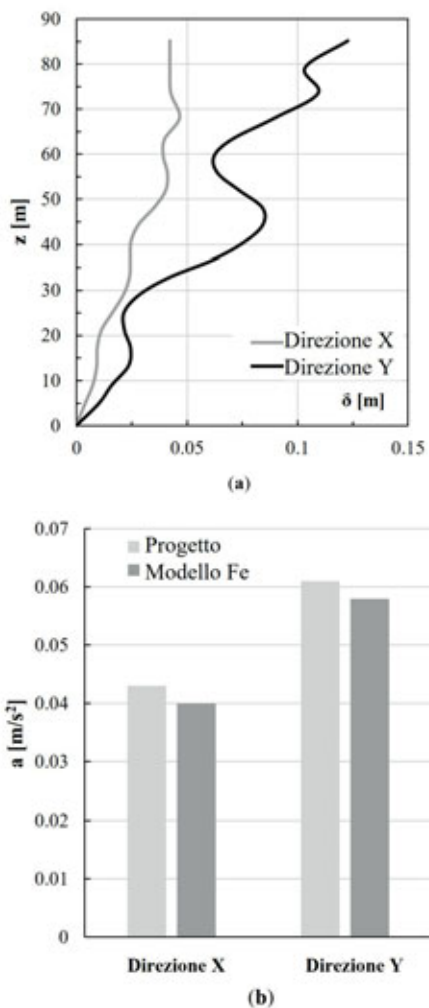 90
80
70
60
50
40
30
20
10
0
z [m]
Direzione X
Direzione Y
δ [m]
0
0.05
0.1
0.15
(a)
0.07
0.06
0.05
0.04
0.03
0.02
0.01
0
a [m/s²]
Progetto
Modello Fe
Direzione X
Direzione Y
(b)